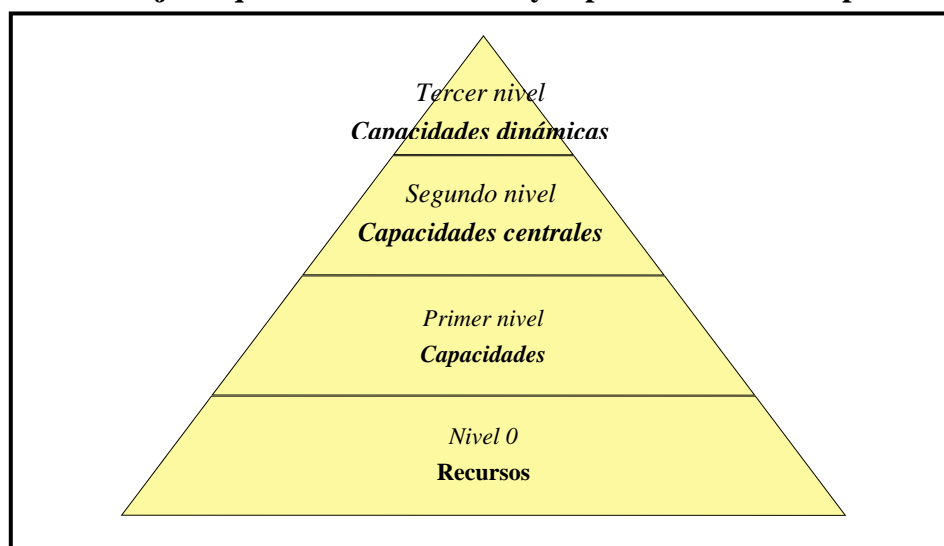 Tercer nivel
Capacidades dinámicas
Segundo nivel
Capacidades centrales
Primer nivel
Capacidades
Nivel 0
Recursos